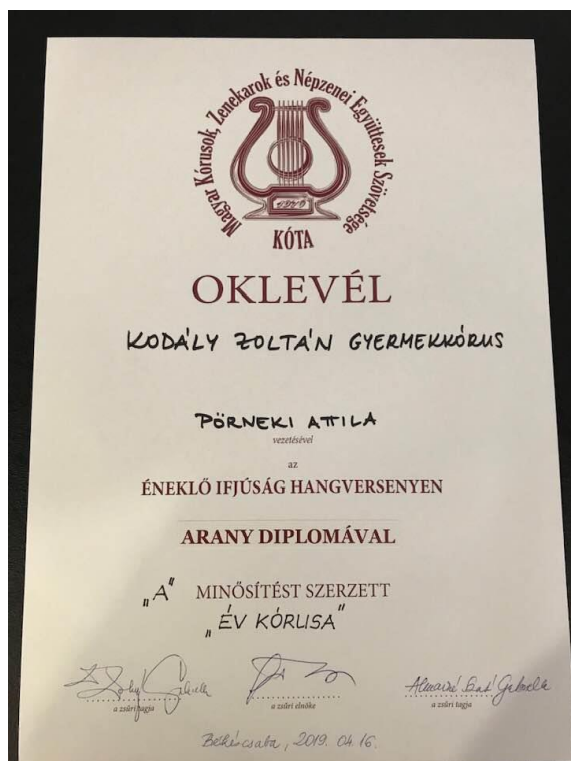 Magyar Kórusok, Zenekarok és Népzenei Együttesek Szövetsége
KÓTA
OKLEVÉL
KODÁLY ZOLTÁN GYERMEKKÓRUS
PÖRNEKI ATTILA
vezetésével
az
ÉNEKLŐ IFJÚSÁG HANGVERSENYEN
ARANY DIPLOMÁVAL
„A” MINŐSÍTÉST SZERZETT
„ÉV KÓRUSA”
a zsűri tagja a zsűri elnöke a zsűri tagja
Békéscsaba, 2019. 04. 16.